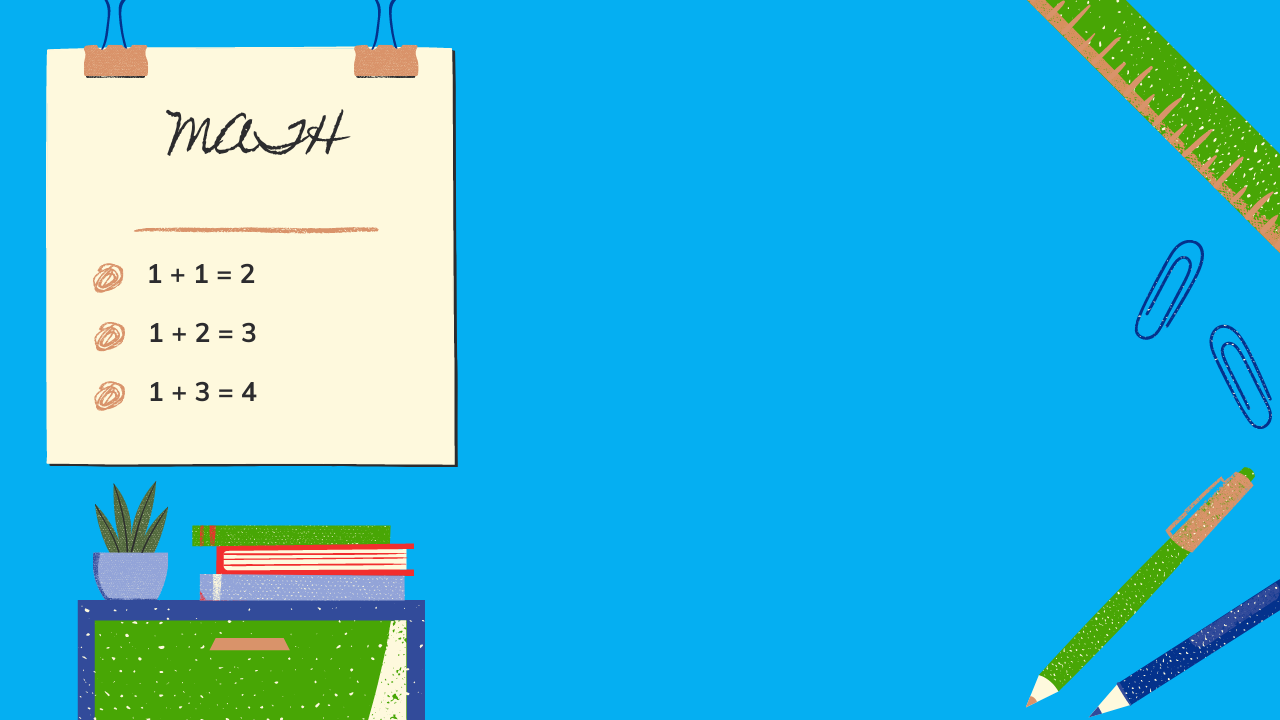 MATH
1 + 1 = 2
1 + 2 = 3
1 + 3 = 4